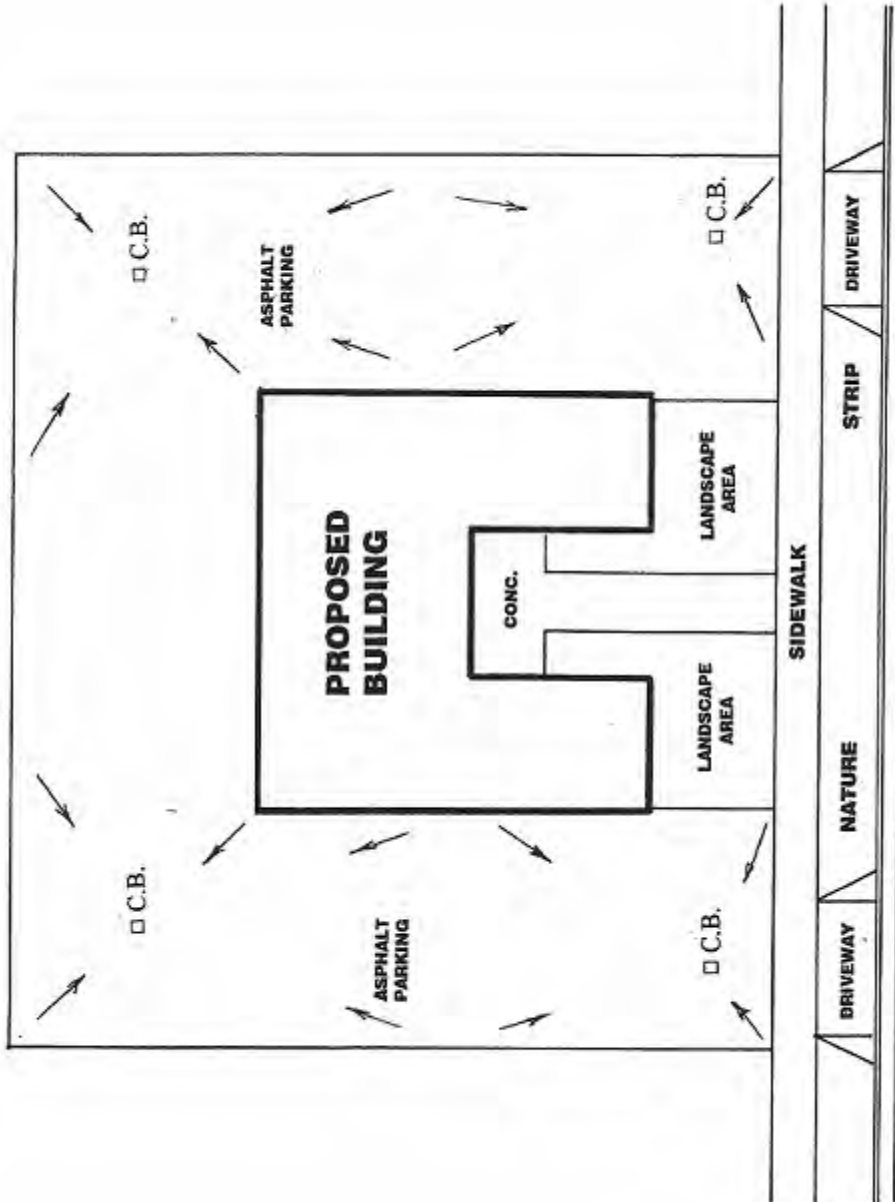 □ C.B.
□ C.B.
ASPHALT
PARKING
PROPOSED
BUILDING
ASPHALT
PARKING
CONC.
□ C.B.
□ C.B.
LANDSCAPE
AREA
LANDSCAPE
AREA
SIDEWALK
DRIVEWAY
NATURE
STRIP
DRIVEWAY